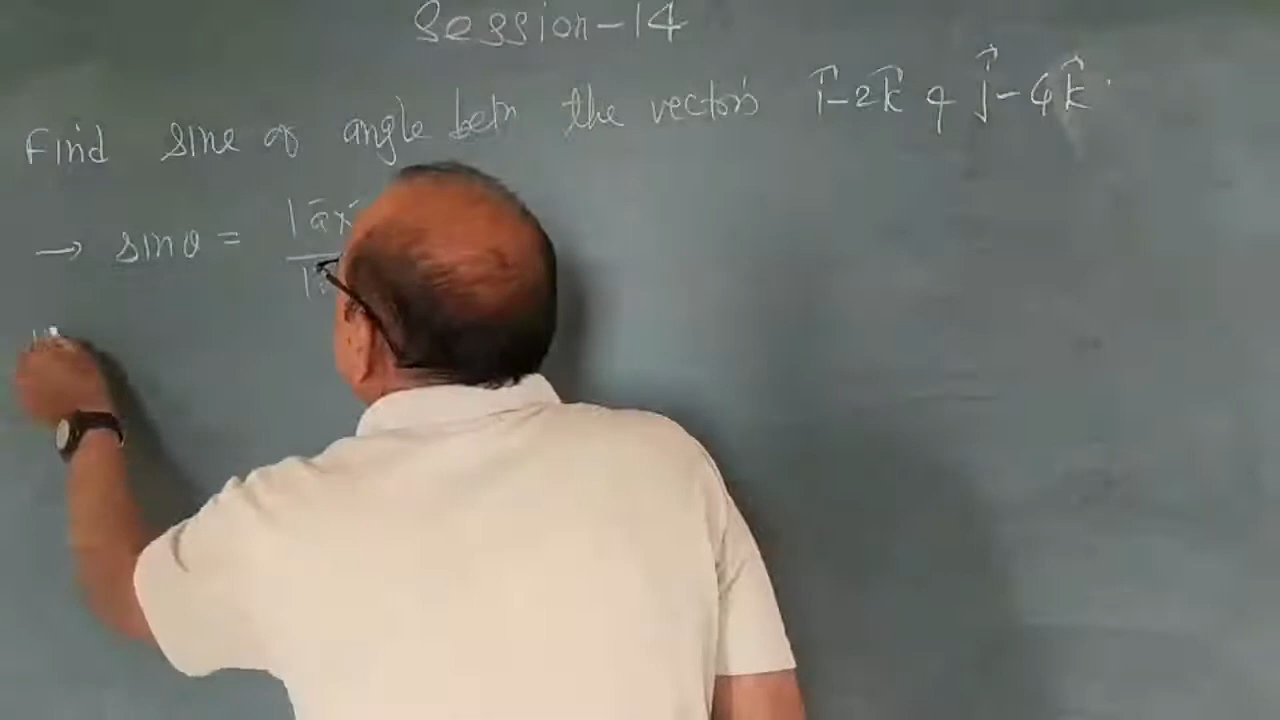 Session-14
Find sine of angle betn the vectors î-2k̂ & ĵ-4k̂
→ sinθ = |ā×